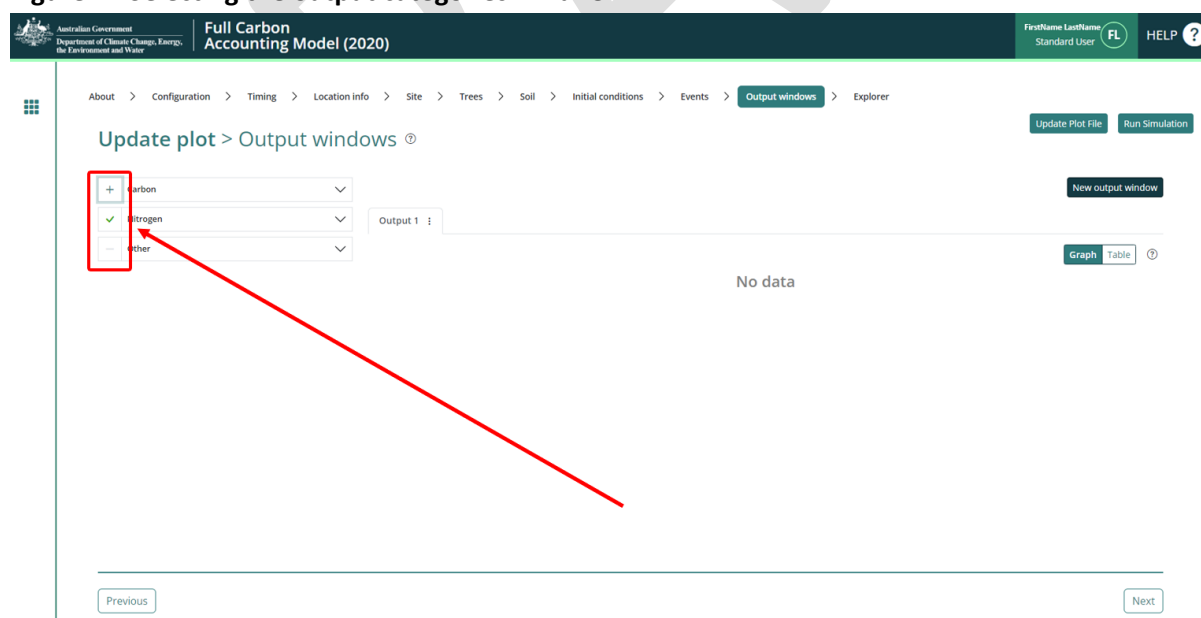 Australian Government
Department of Climate Change, Energy,
the Environment and Water
Full Carbon
Accounting Model (2020)
FirstName LastName
Standard User
FL
HELP ?
About > Configuration > Timing > Location info > Site > Trees > Soil > Initial conditions > Events > Output windows > Explorer
Update Plot File Run Simulation
Update plot > Output windows ?
+ Carbon
New output window
Nitrogen
Output 1
Other
Graph Table ?
No data
Previous Next